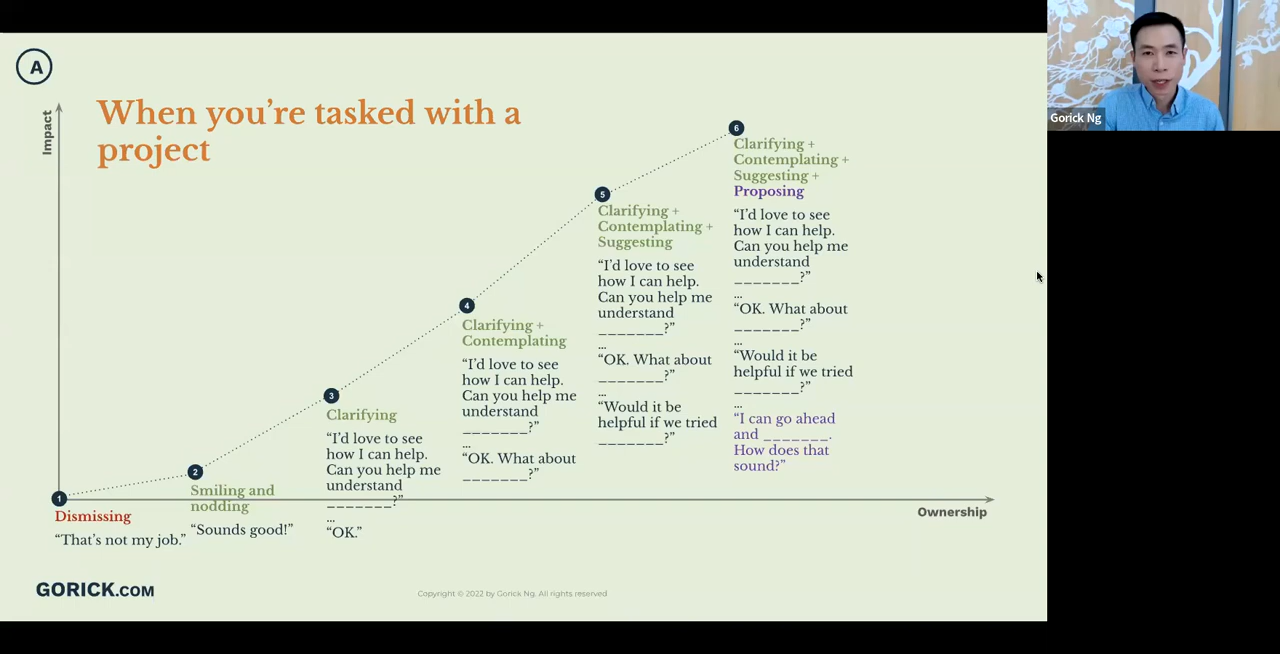 A
Impact
When you’re tasked with a
project
1
Dismissing
“That’s not my job.”
2
Smiling and
nodding
“Sounds good!”
3
Clarifying
“I’d love to see
how I can help.
Can you help me
understand
_______?”
...
“OK.”
4
Clarifying +
Contemplating
“I’d love to see
how I can help.
Can you help me
understand
_______?”
...
“OK. What about
_______?”
5
Clarifying +
Contemplating +
Suggesting
“I’d love to see
how I can help.
Can you help me
understand
_______?”
...
“OK. What about
_______?”
...
“Would it be
helpful if we tried
_______?”
6
Clarifying +
Contemplating +
Suggesting +
Proposing
“I’d love to see
how I can help.
Can you help me
understand
_______?”
...
“OK. What about
_______?”
...
“Would it be
helpful if we tried
_______?”
...
“I can go ahead
and _______.
How does that
sound?”
Ownership
GORICK.COM
Copyright © 2022 by Gorick Ng. All rights reserved
Gorick Ng